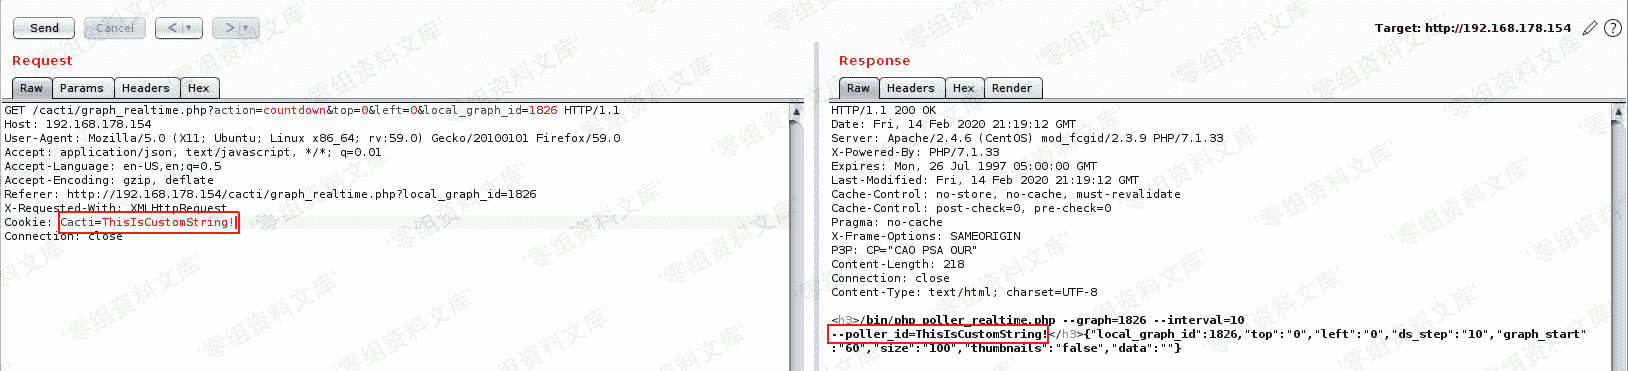 Send
Cancel
<
>
Target: http://192.168.178.154
?
Request
Raw
Params
Headers
Hex
GET /cacti/graph_realtime.php?action=countdown&top=0&left=0&local_graph_id=1826 HTTP/1.1
Host: 192.168.178.154
User-Agent: Mozilla/5.0 (X11; Ubuntu; Linux x86_64; rv:59.0) Gecko/20100101 Firefox/59.0
Accept: application/json, text/javascript, */*; q=0.01
Accept-Language: en-US,en;q=0.5
Accept-Encoding: gzip, deflate
Referer: http://192.168.178.154/cacti/graph_realtime.php?local_graph_id=1826
X-Requested-With: XMLHttpRequest
Cookie: Cacti=ThisIsCustomString!
Connection: close
Response
Raw
Headers
Hex
Render
HTTP/1.1 200 OK
Date: Fri, 14 Feb 2020 21:19:12 GMT
Server: Apache/2.4.6 (CentOS) mod_fcgid/2.3.9 PHP/7.1.33
X-Powered-By: PHP/7.1.33
Expires: Mon, 26 Jul 1997 05:00:00 GMT
Last-Modified: Fri, 14 Feb 2020 21:19:12 GMT
Cache-Control: no-store, no-cache, must-revalidate
Cache-Control: post-check=0, pre-check=0
Pragma: no-cache
X-Frame-Options: SAMEORIGIN
P3P: CP="CAO PSA OUR"
Content-Length: 218
Connection: close
Content-Type: text/html; charset=UTF-8
<h3>/bin/php poller_realtime.php --graph=1826 --interval=10
--poller_id=ThisIsCustomString!</h3>{"local_graph_id":1826,"top":"0","left":"0","ds_step":"10","graph_start"
:"60","size":"100","thumbnails":"false","data":""}
'零组资料文库'